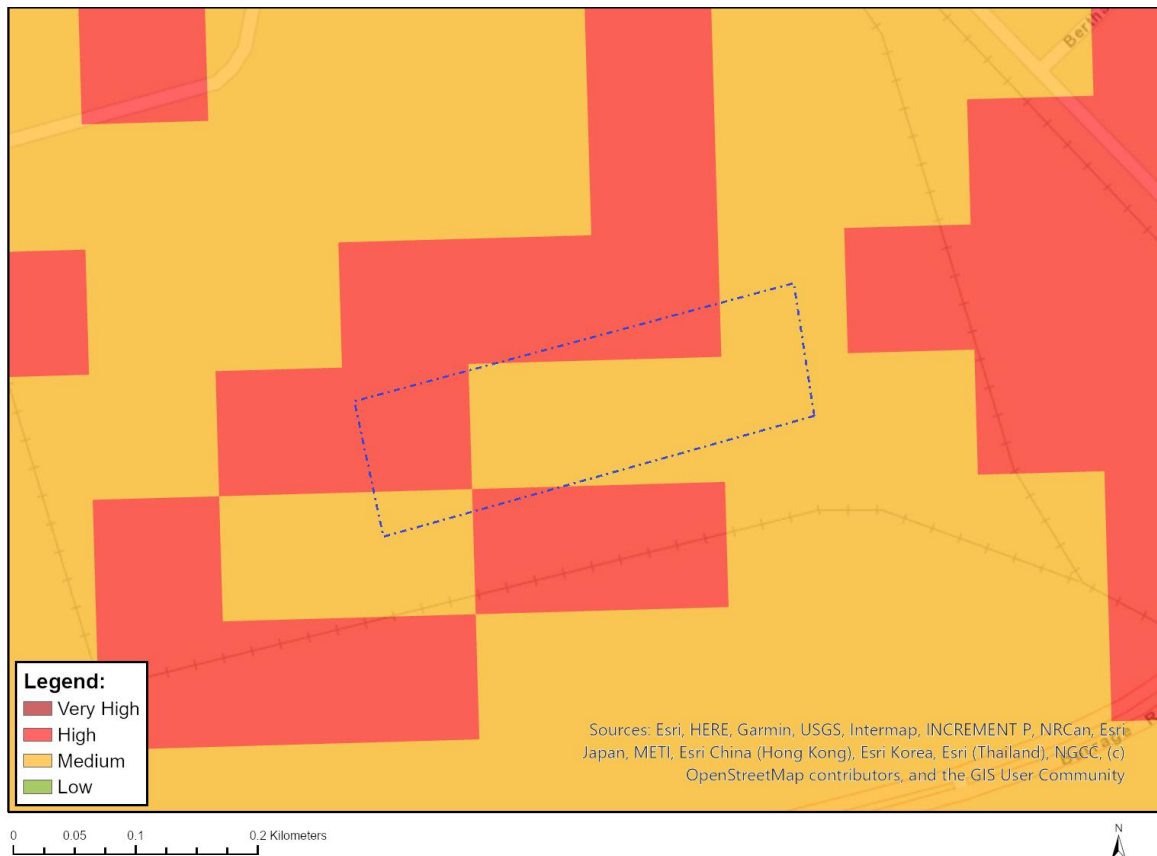 Legend:
Very High
High
Medium
Low
Sources: Esri, HERE, Garmin, USGS, Intermap, INCREMENT P, NRCan, Esri
Japan, METI, Esri China (Hong Kong), Esri Korea, Esri (Thailand), NGCC, (c)
OpenStreetMap contributors, and the GIS User Community
0 0.05 0.1 0.2 Kilometers
N